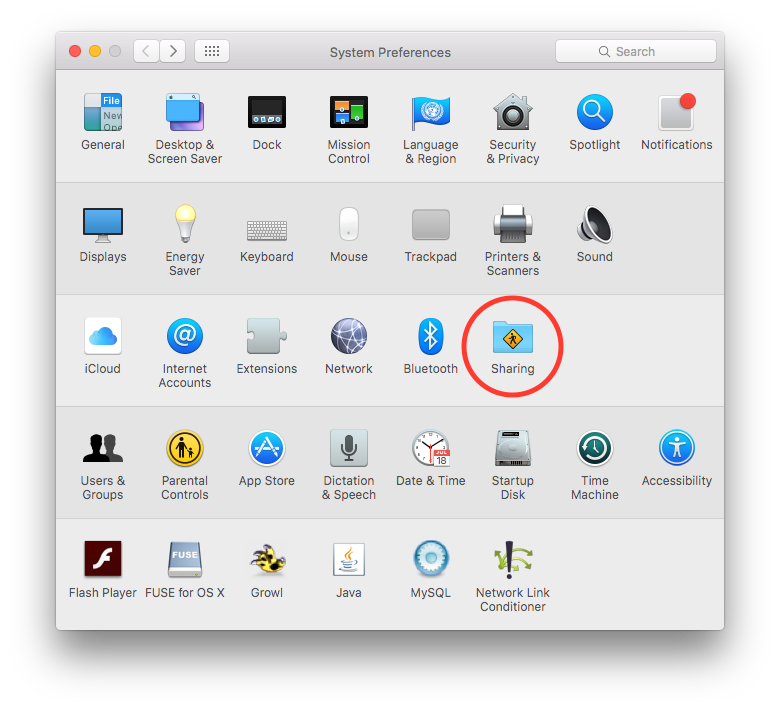 System Preferences
Search
File
New
Ope
General
Desktop &
Screen Saver
Dock
Mission
Control
Language
& Region
Security
& Privacy
Spotlight
Notifications
Displays
Energy
Saver
Keyboard
Mouse
Trackpad
Printers &
Scanners
Sound
iCloud
@
Internet
Accounts
Extensions
Network
Bluetooth
Sharing
Users &
Groups
Parental
Controls
App Store
Dictation
& Speech
JUL
18
Date & Time
Startup
Disk
Time
Machine
Accessibility
Flash Player
FUSE
FUSE for OS X
Growl
Java
MySQL
Network Link
Conditioner